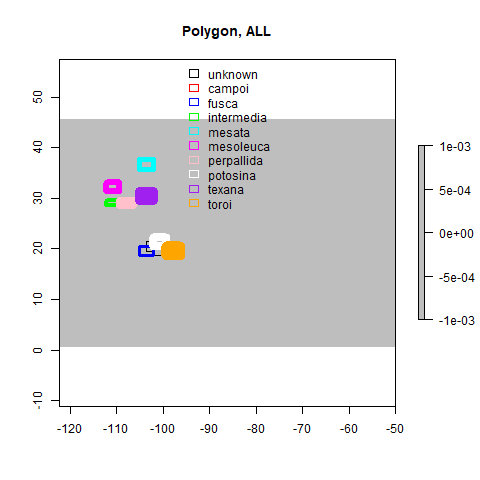 Polygon, ALL
unknown
campoi
fusca
intermedia
mesata
mesoleuca
perpallida
potosina
texana
toroi
50
40
30
20
10
0
-10
-120
-110
-100
-90
-80
-70
-60
-50
1e-03
5e-04
0e+00
-5e-04
-1e-03